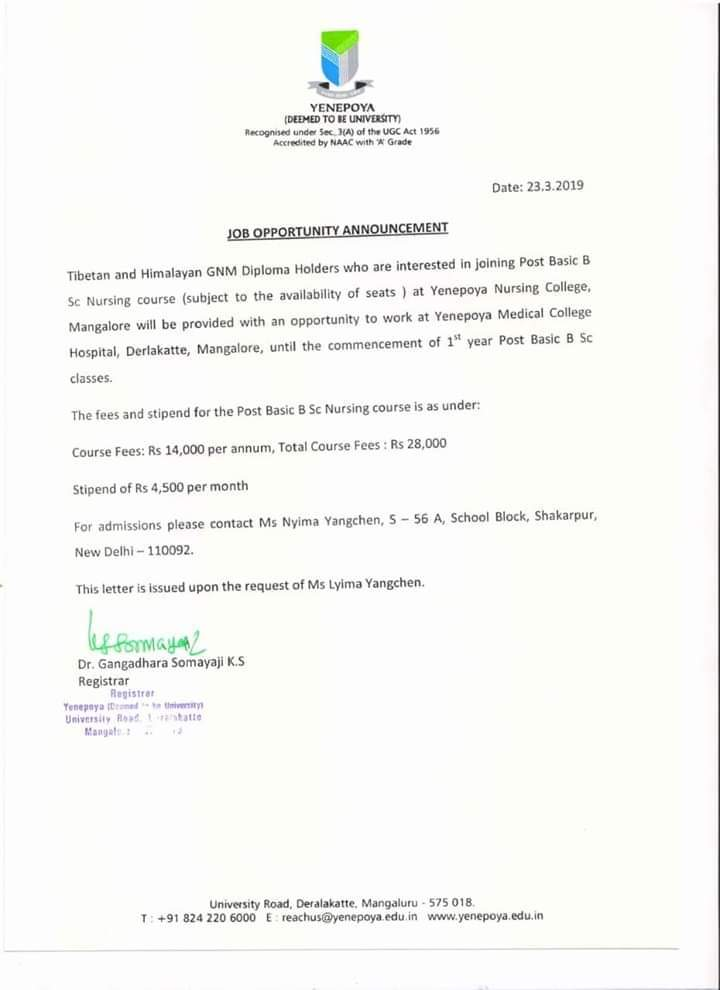 YENEPOYA
(DEEMED TO BE UNIVERSITY)
Recognised under Sec. 3(A) of the UGC Act 1956
Accredited by NAAC with 'A' Grade
Date: 23.3.2019
JOB OPPORTUNITY ANNOUNCEMENT
Tibetan and Himalayan GNM Diploma Holders who are interested in joining Post Basic B
Sc Nursing course (subject to the availability of seats ) at Yenepoya Nursing College,
Mangalore will be provided with an opportunity to work at Yenepoya Medical College
Hospital, Derlakatte, Mangalore, until the commencement of 1st year Post Basic B Sc
classes.
The fees and stipend for the Post Basic B Sc Nursing course is as under:
Course Fees: Rs 14,000 per annum, Total Course Fees : Rs 28,000
Stipend of Rs 4,500 per month
For admissions please contact Ms Nyima Yangchen, S – 56 A, School Block, Shakarpur,
New Delhi – 110092.
This letter is issued upon the request of Ms Lyima Yangchen.
Dr. Gangadhara Somayaji K.S
Registrar
Registrar
Yenepoya (Deemed to be University)
University Road,
University Road, Deralakatte, Mangaluru - 575 018.
T : +91 824 220 6000 E : reachus@yenepoya.edu.in www.yenepoya.edu.in